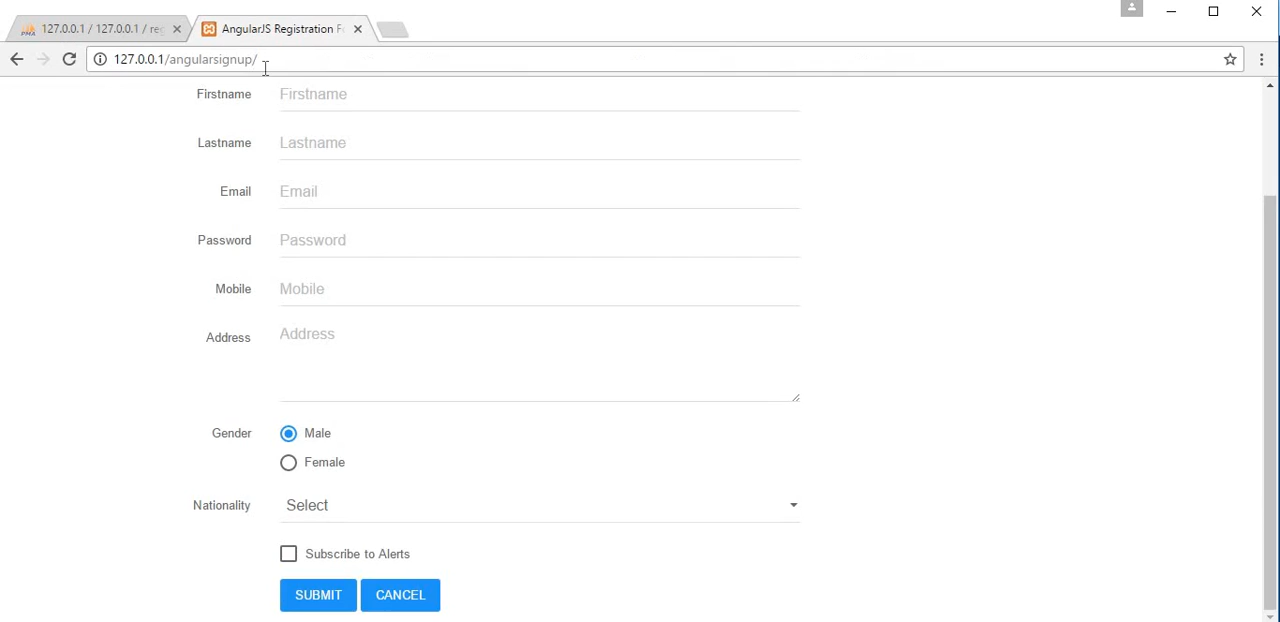 127.0.0.1 / 127.0.0.1 / reg
AngularJS Registration F
127.0.0.1/angularsignup/
Firstname
Firstname
Lastname
Lastname
Email
Email
Password
Password
Mobile
Mobile
Address
Address
Gender
Male
Female
Nationality
Select
Subscribe to Alerts
SUBMIT
CANCEL